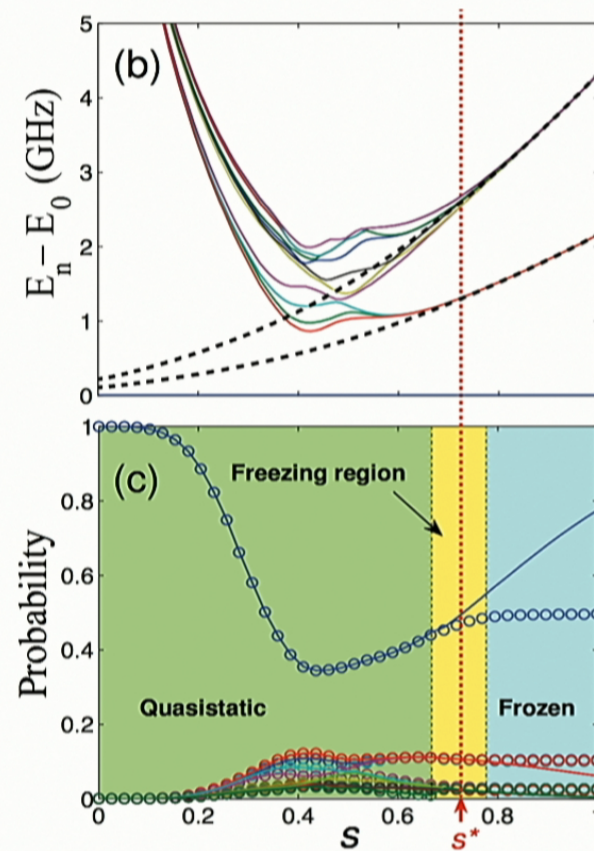 (b)
E_n − E_0 (GHz)
5
4
3
2
1
0
(c)
Probability
1
0.8
0.6
0.4
0.2
0
Freezing region
Quasistatic
Frozen
0 0.2 0.4 0.6 0.8
s
s*